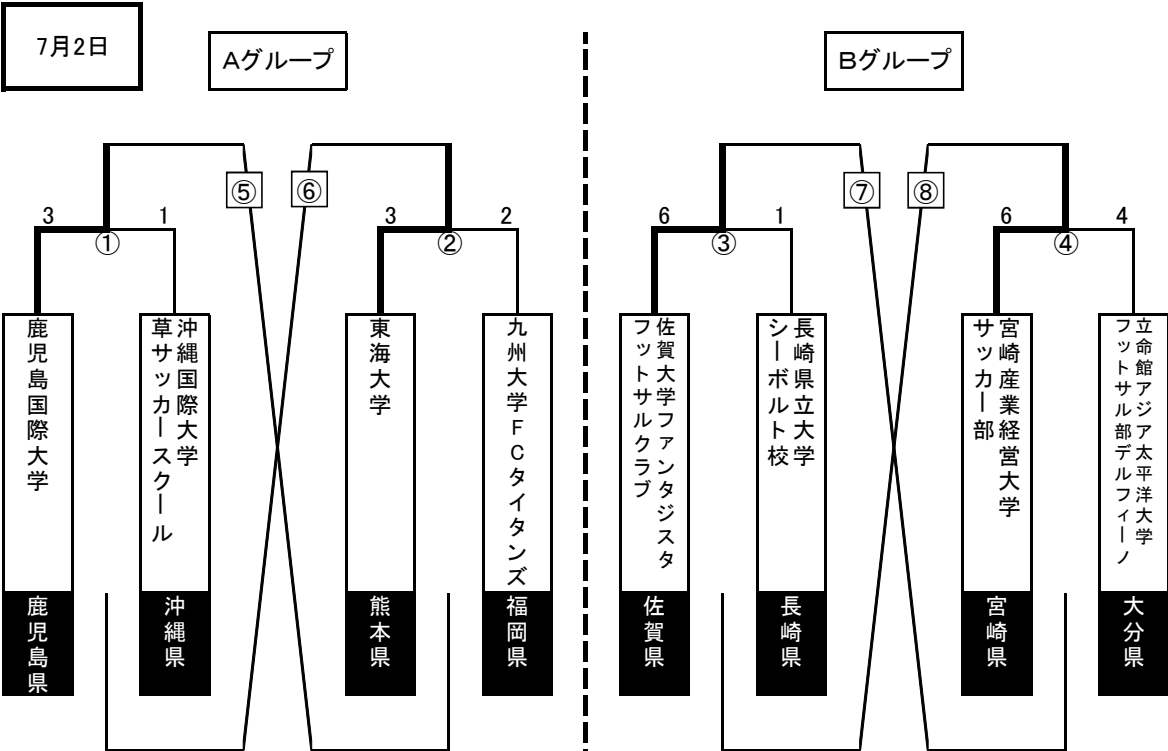 7月2日
Aグループ
Bグループ
⑤
⑥
⑦
⑧
3
1
3
2
6
1
6
4
①
②
③
④
鹿児島国際大学
沖縄国際大学
草サッカースクール
東海大学
九州大学FCタイタンズ
佐賀大学ファンタジスタ
フットサルクラブ
長崎県立大学
シーボルト校
宮崎産業経営大学
サッカー部
立命館アジア太平洋大学
フットサル部デルフィーノ
鹿児島県
沖縄県
熊本県
福岡県
佐賀県
長崎県
宮崎県
大分県